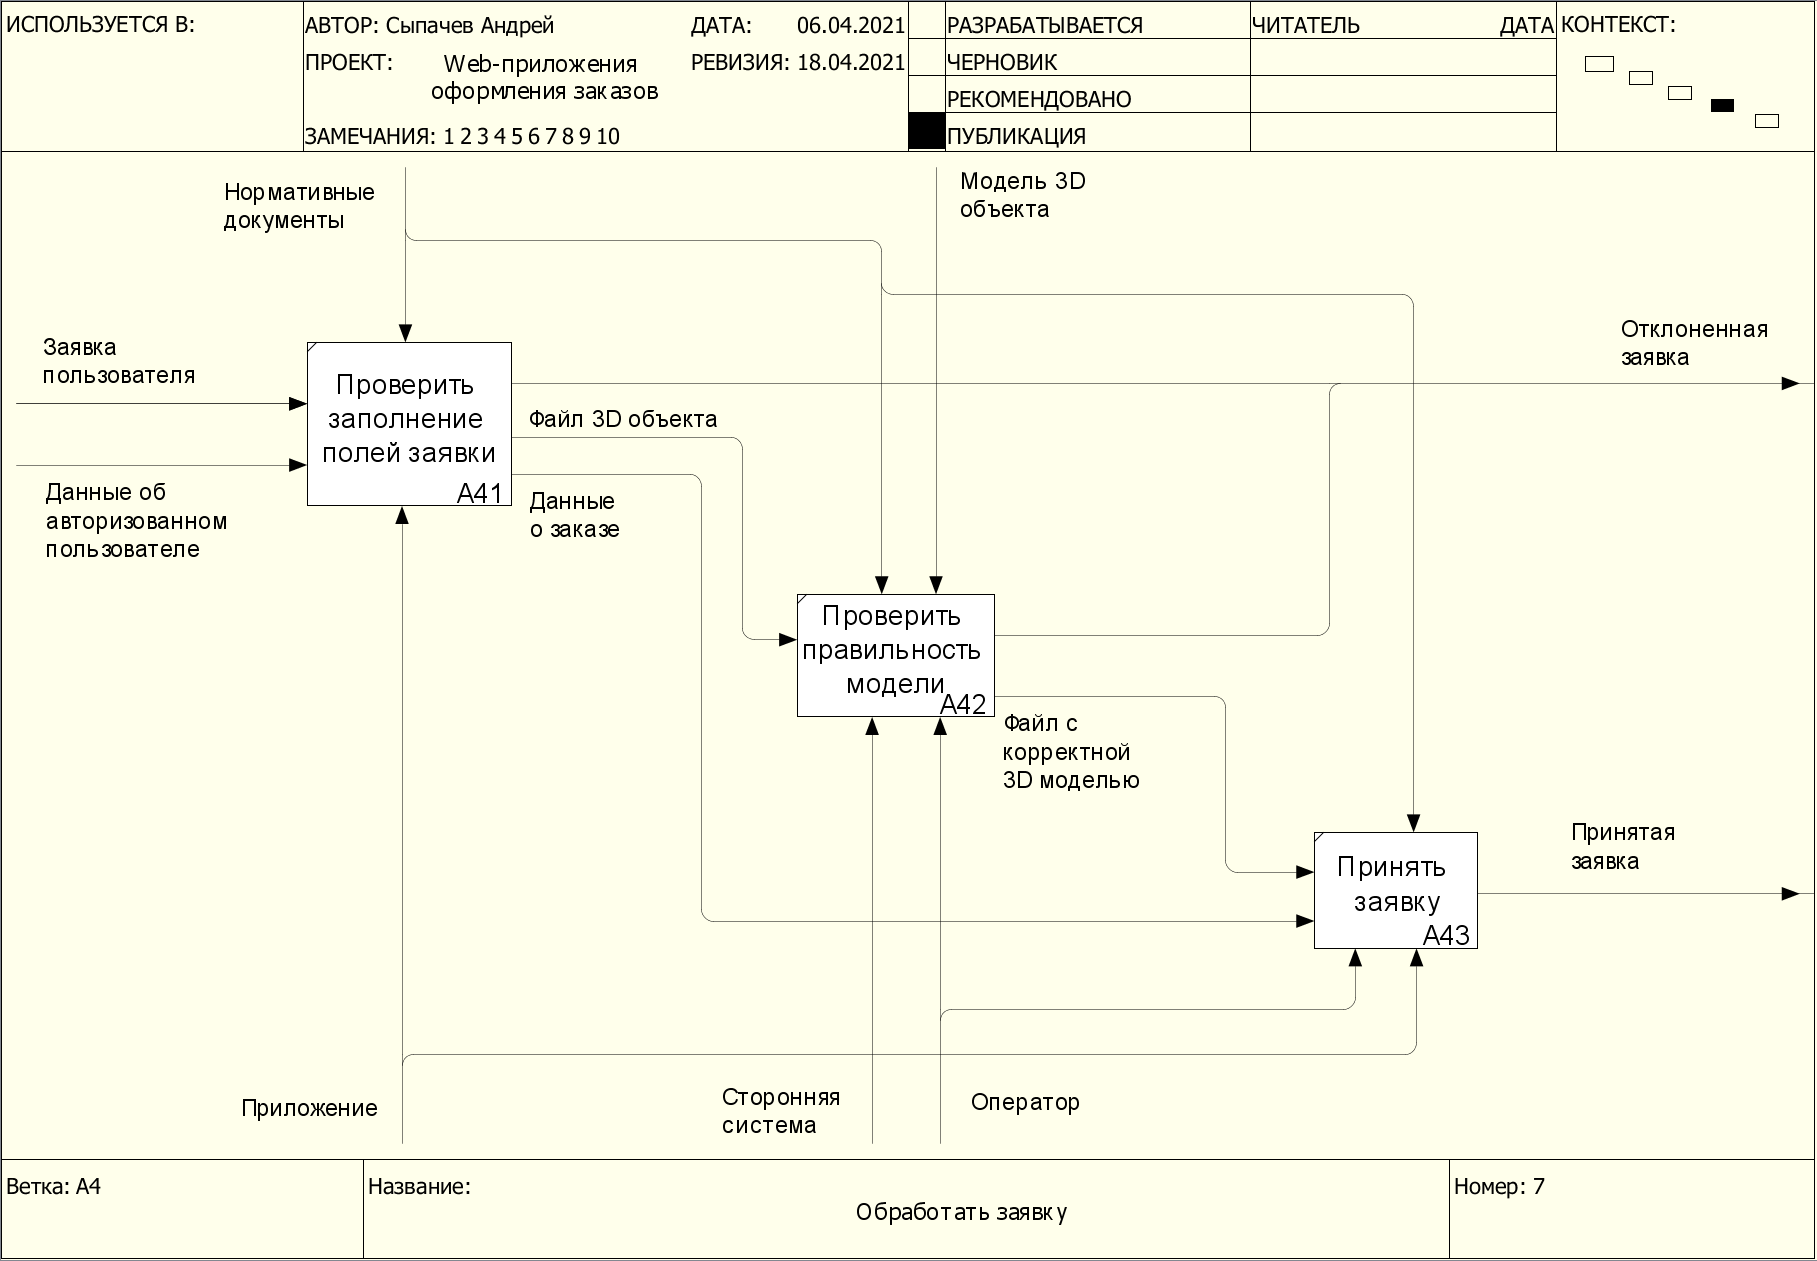 ИСПОЛЬЗУЕТСЯ В:
АВТОР: Сыпачев Андрей
ДАТА: 06.04.2021
ПРОЕКТ: Web-приложения
оформления заказов
РЕВИЗИЯ: 18.04.2021
ЗАМЕЧАНИЯ: 1 2 3 4 5 6 7 8 9 10
РАЗРАБАТЫВАЕТСЯ
ЧЕРНОВИК
РЕКОМЕНДОВАНО
ПУБЛИКАЦИЯ
ЧИТАТЕЛЬ
ДАТА
КОНТЕКСТ:
Нормативные
документы
Модель 3D
объекта
Заявка
пользователя
Данные об
авторизованном
пользователе
Проверить
заполнение
полей заявки
A41
Файл 3D объекта
Данные
о заказе
Отклоненная
заявка
Проверить
правильность
модели
A42
Файл с
корректной
3D моделью
Принять
заявку
A43
Принятая
заявка
Приложение
Сторонняя
система
Оператор
Ветка: A4
Название:
Обработать заявку
Номер: 7